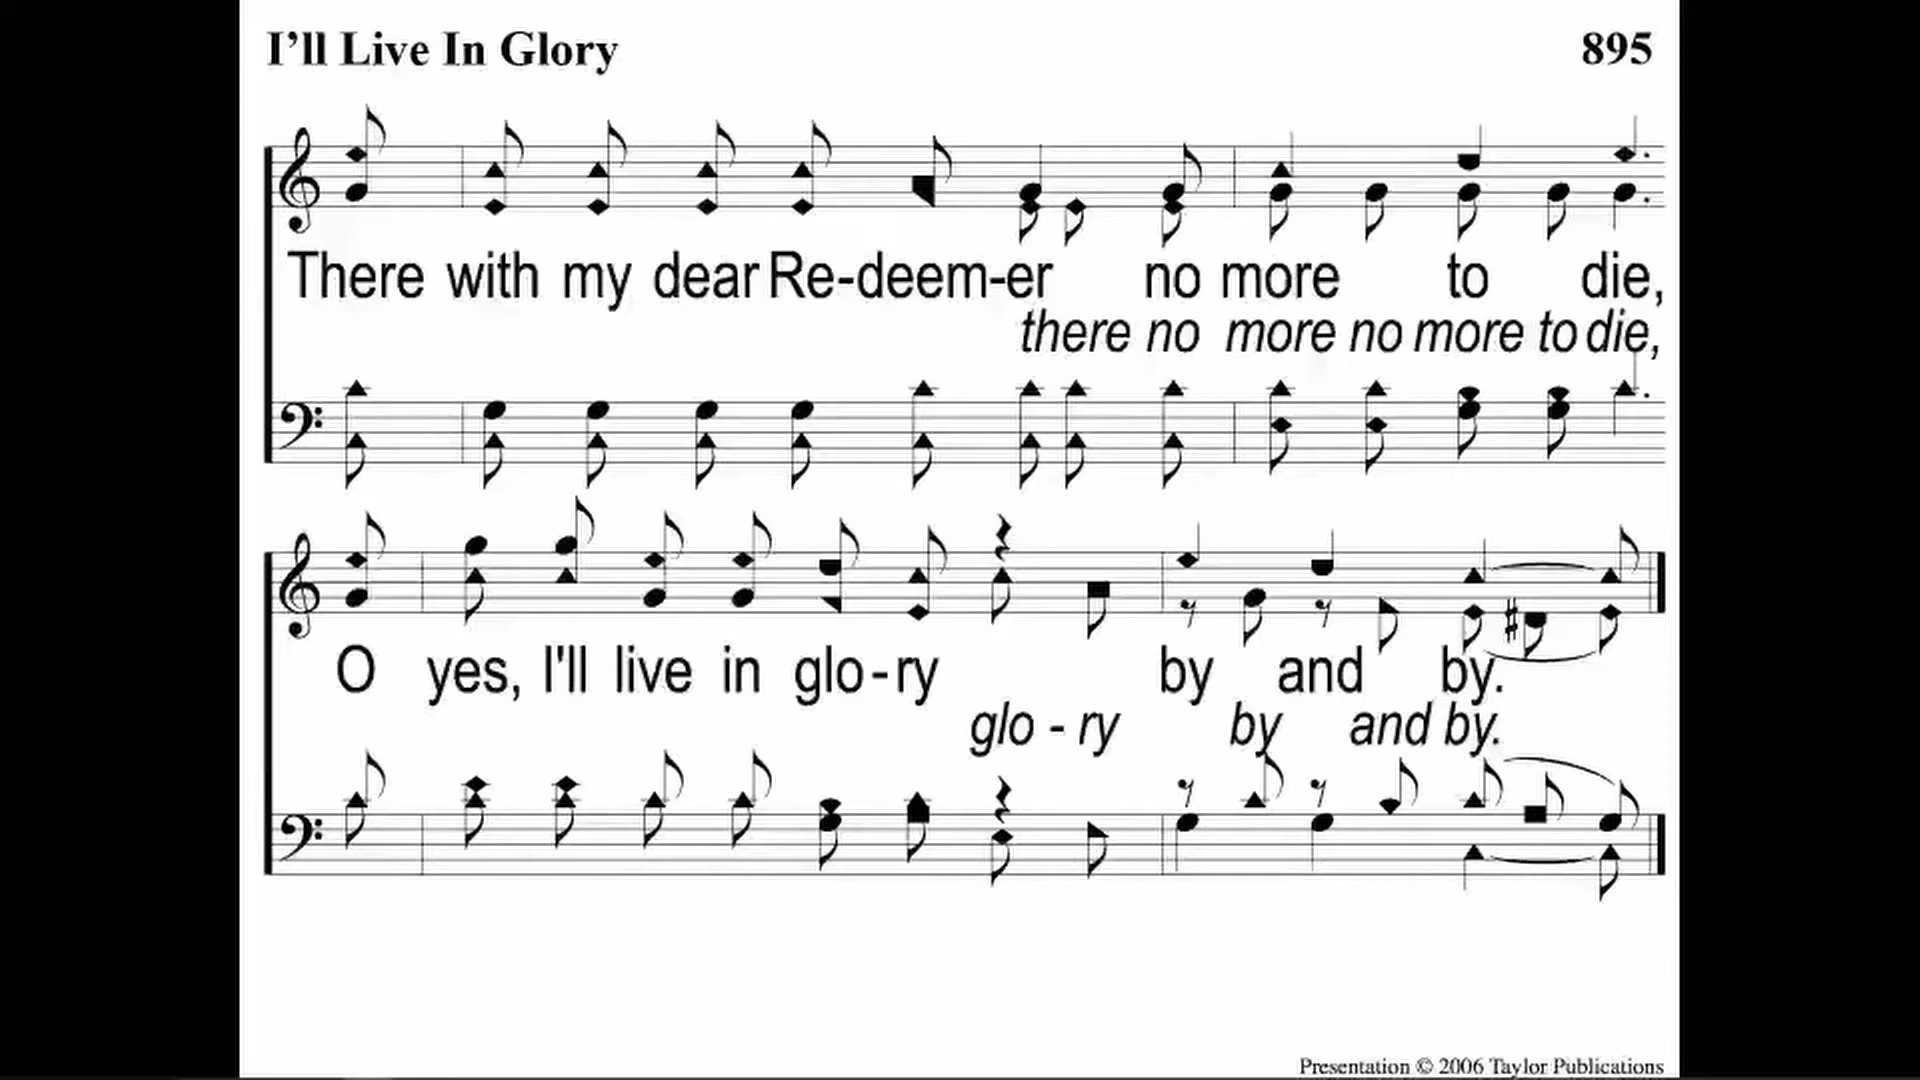 I'll Live In Glory 895
There with my dear Re-deem-er no more to die,
there no more no more to die,
O yes, I'll live in glo-ry by and by.
glo - ry by and by.
Presentation © 2006 Taylor Publications